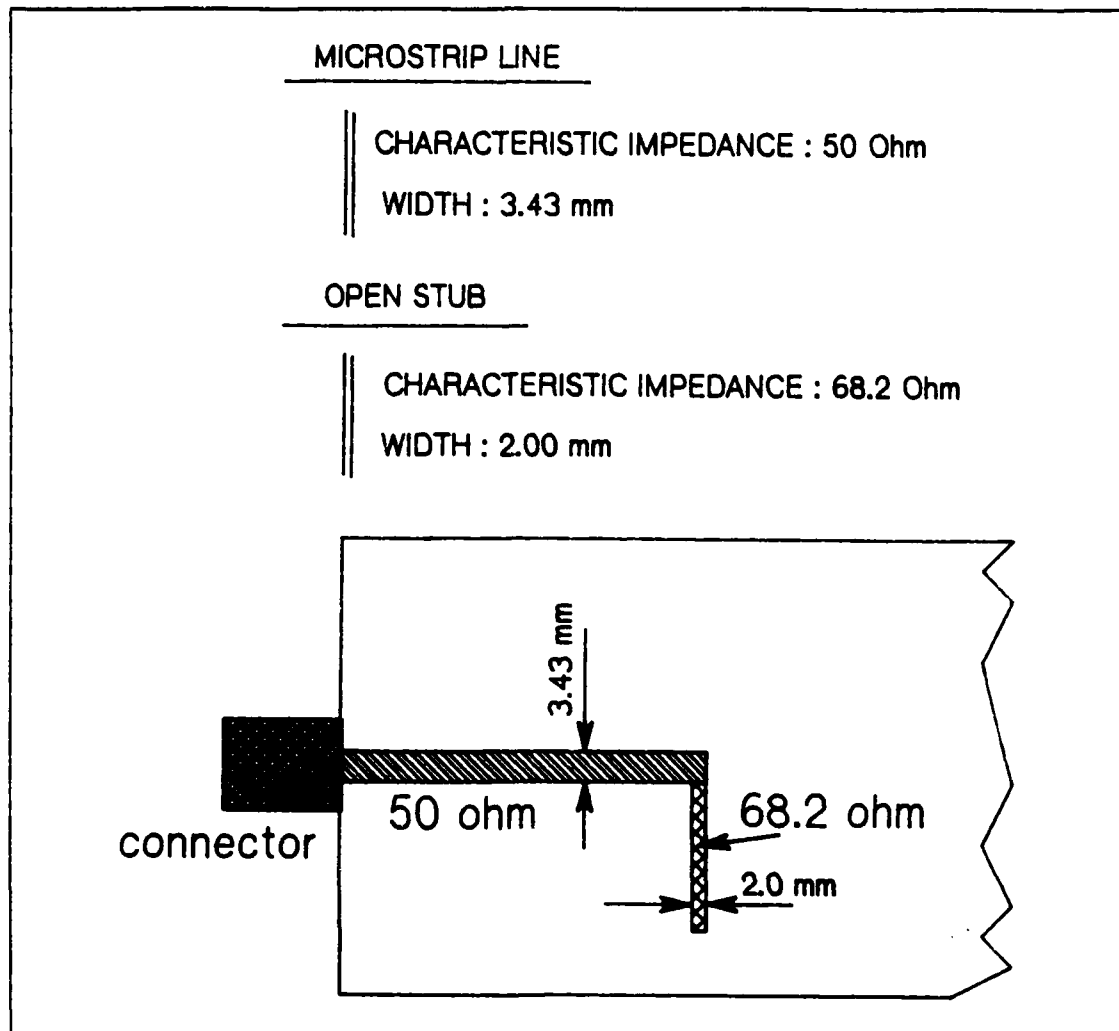 MICROSTRIP LINE
CHARACTERISTIC IMPEDANCE : 50 Ohm
WIDTH : 3.43 mm
OPEN STUB
CHARACTERISTIC IMPEDANCE : 68.2 Ohm
WIDTH : 2.00 mm
3.43 mm
50 ohm
68.2 ohm
connector
2.0 mm